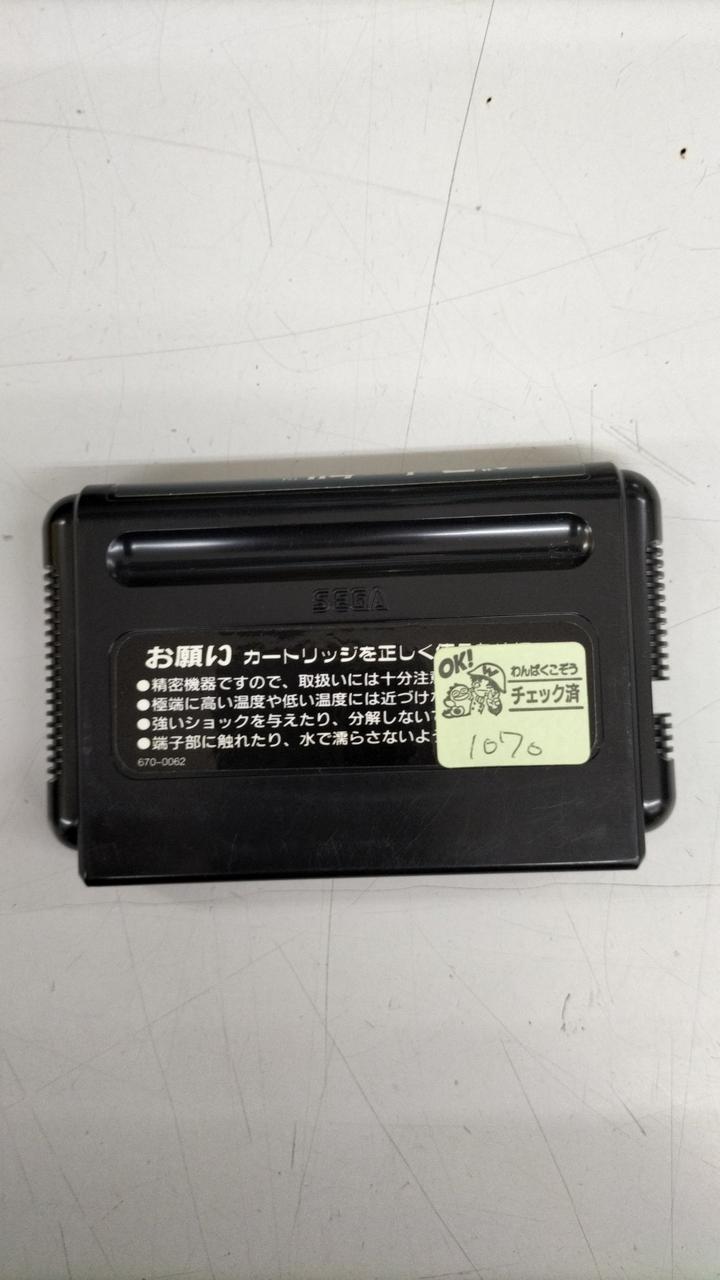 SEGA
お願い カートリッジを正しく
●精密機器ですので、取扱いには十分注意
●極端に高い温度や低い温度には近づけ
●強いショックを与えたり、分解しない
●端子部に触れたり、水で濡らさないよう
670-0062
OK!
わんぱくこぞう
チェック済
1070